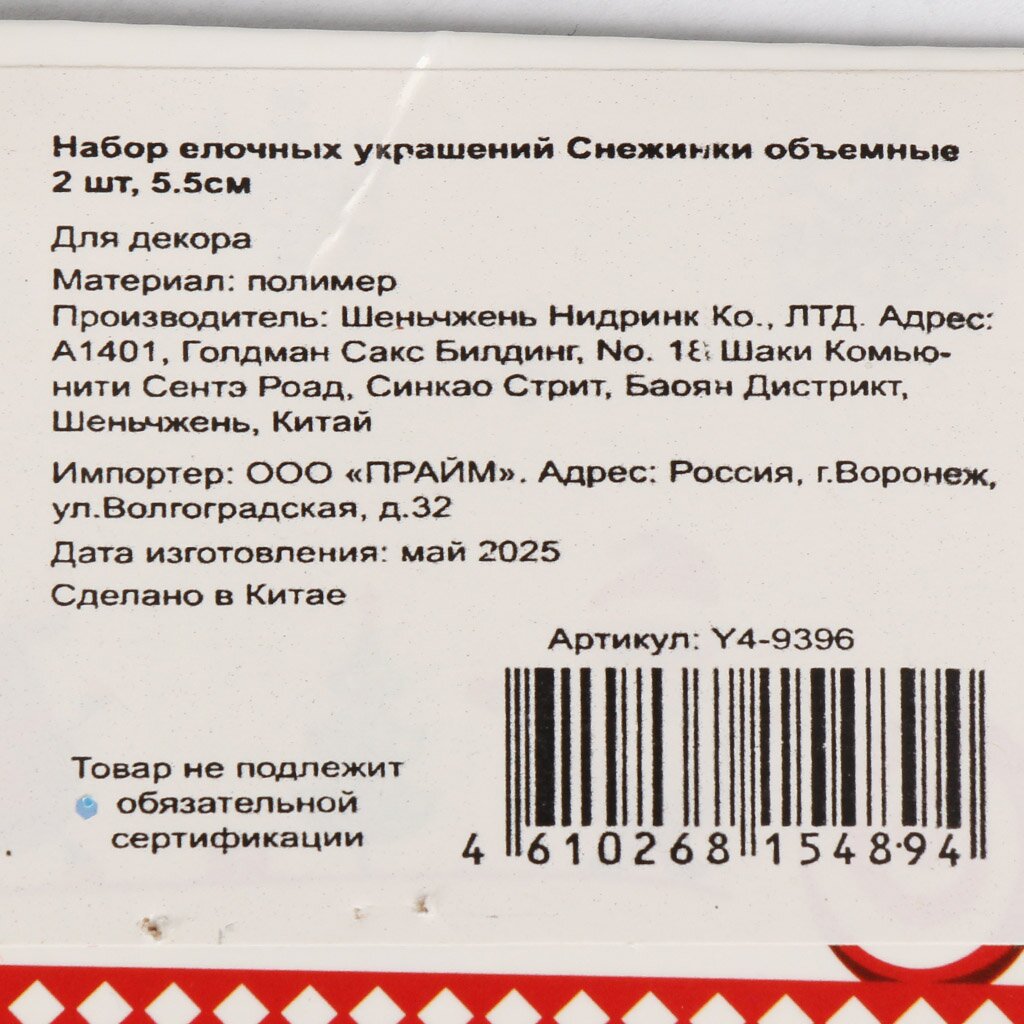 Набор елочных украшений Снежинки объемные
2 шт, 5.5см
Для декора
Материал: полимер
Производитель: Шеньчжень Нидринк Ко., ЛТД. Адрес:
А1401, Голдман Сакс Билдинг, No. Шаки Комью-
нити Сентэ Роад, Синкао Стрит, Баоян Дистрикт,
Шеньчжень, Китай
Импортер: ООО «ПРАЙМ». Адрес: Россия, г.Воронеж,
ул.Волгоградская, д.32
Дата изготовления: май 2025
Сделано в Китае
Артикул: Y4-9396
Товар не подлежит
обязательной
сертификации
4 610268 154894